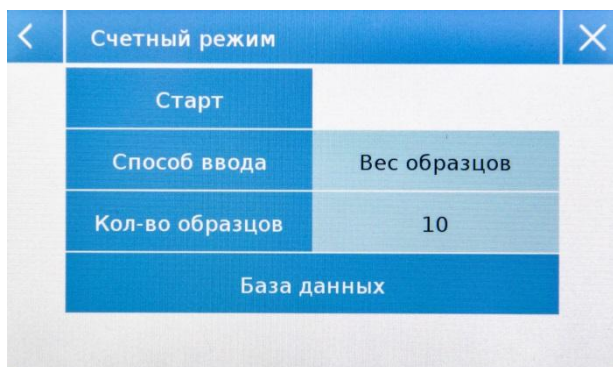 Счетный режим
Старт
Способ ввода Вес образцов
Кол-во образцов 10
База данных